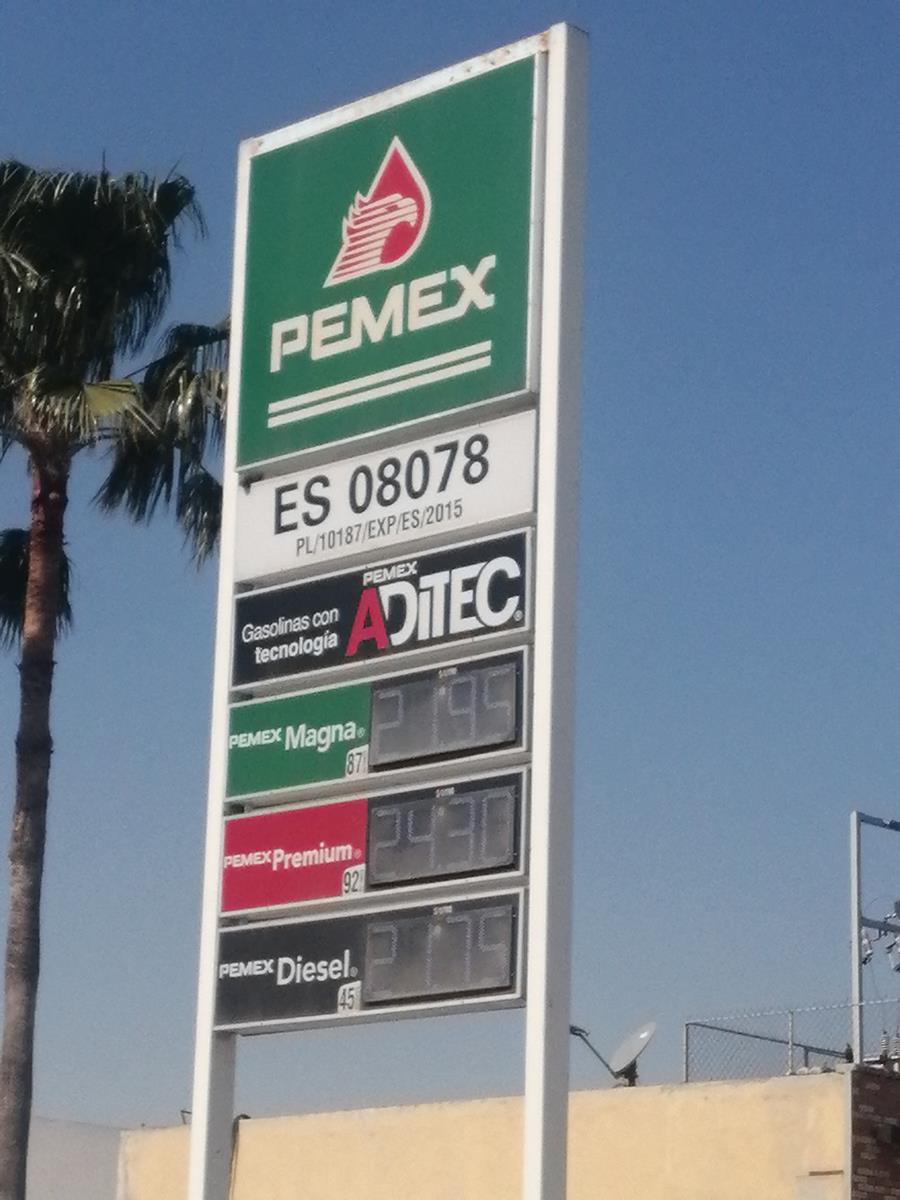 PEMEX
ES 08078
PL/10187/EXP/ES/2015
Gasolinas con
tecnología
PEMEX
ADITEC®
PEMEX Magna®
87
21.95
PEMEX Premium®
92
24.30
PEMEX Diesel®
45
21.75